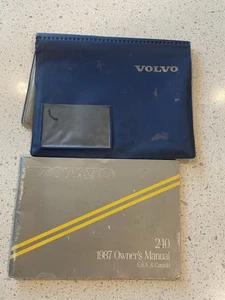 VOLVO
VOLVO
240
1987 Owner's Manual
U.S.A. & Canada